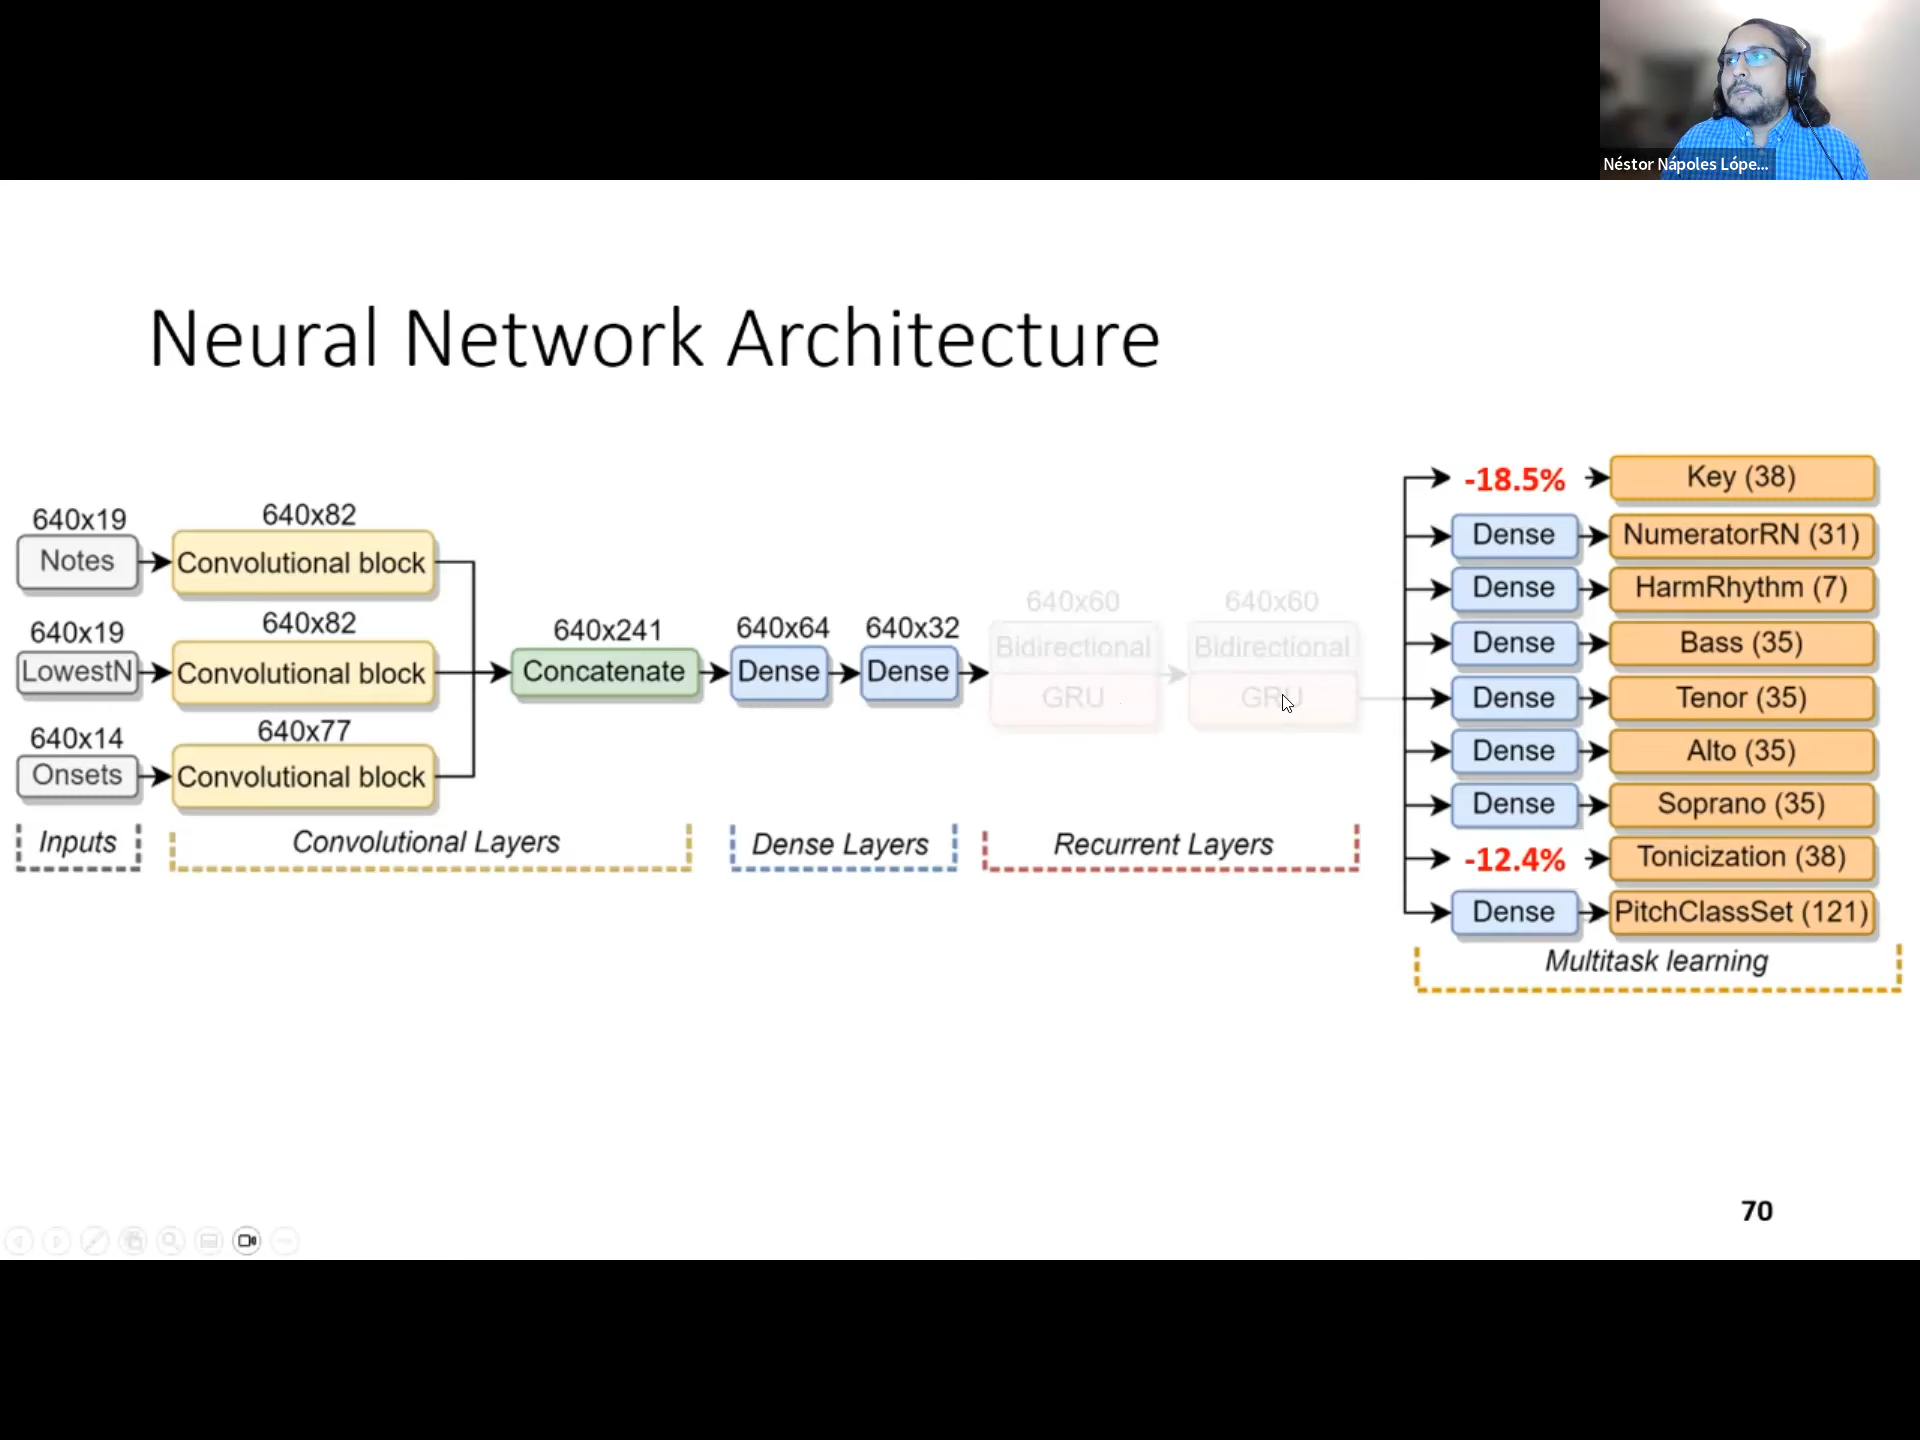 Néstor Nápoles Lópe...
Neural Network Architecture
640x19
Notes
640x19
LowestN
640x14
Onsets
Inputs
640x82
Convolutional block
640x82
Convolutional block
640x77
Convolutional block
Convolutional Layers
640x241
Concatenate
640x64
Dense
640x32
Dense
Dense Layers
640x60
Bidirectional
GRU
640x60
Bidirectional
GRU
Recurrent Layers
-18.5%
Key (38)
Dense
NumeratorRN (31)
Dense
HarmRhythm (7)
Dense
Bass (35)
Dense
Tenor (35)
Dense
Alto (35)
Dense
Soprano (35)
-12.4%
Tonicization (38)
Dense
PitchClassSet (121)
Multitask learning
70